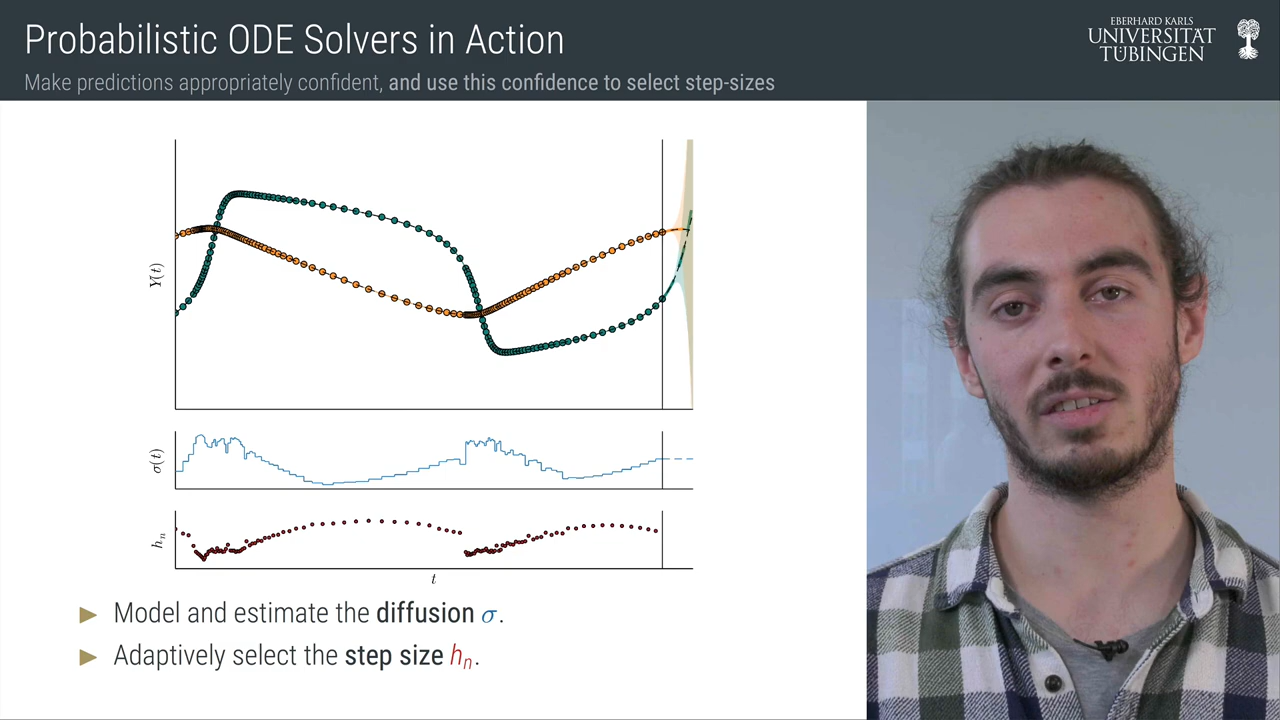 Probabilistic ODE Solvers in Action
Make predictions appropriately confident, and use this confidence to select step-sizes
EBERHARD KARLS
UNIVERSITÄT
TÜBINGEN
Y(t)
σ(t)
hₙ
t
Model and estimate the diffusion σ.
Adaptively select the step size hₙ.